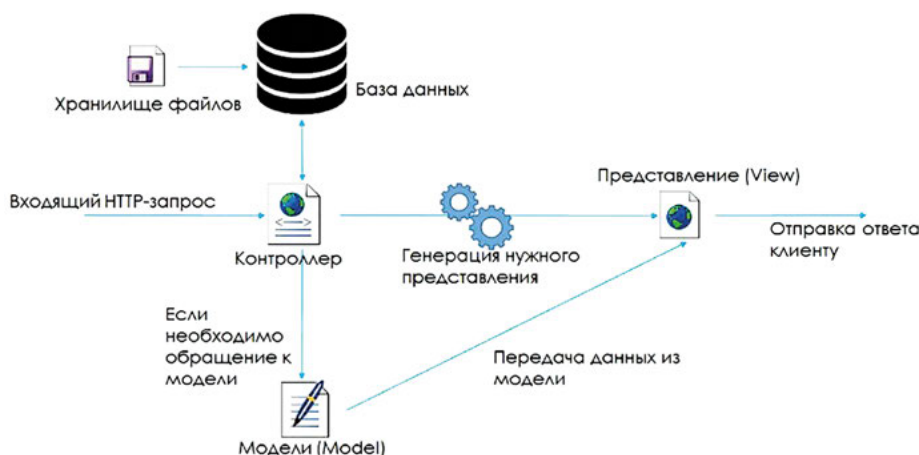 База данных
Хранилище файлов
Входящий HTTP-запрос
Контроллер
Генерация нужного
представления
Представление (View)
Отправка ответа
клиенту
Если
необходимо
обращение к
модели
Передача данных из
модели
Модели (Model)